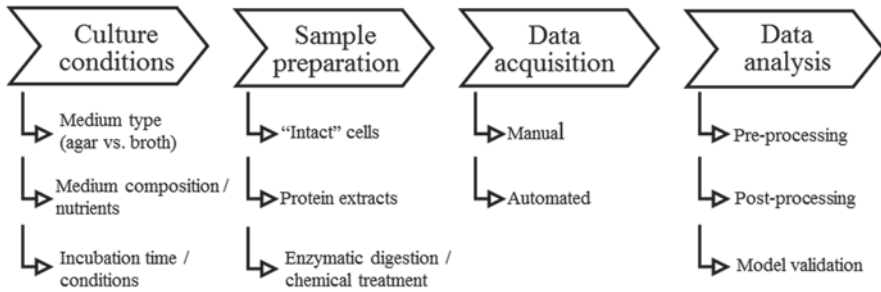 Culture
conditions
Sample
preparation
Data
acquisition
Data
analysis
Medium type
(agar vs. broth)
Medium composition /
nutrients
Incubation time /
conditions
“Intact” cells
Protein extracts
Enzymatic digestion /
chemical treatment
Manual
Automated
Pre-processing
Post-processing
Model validation